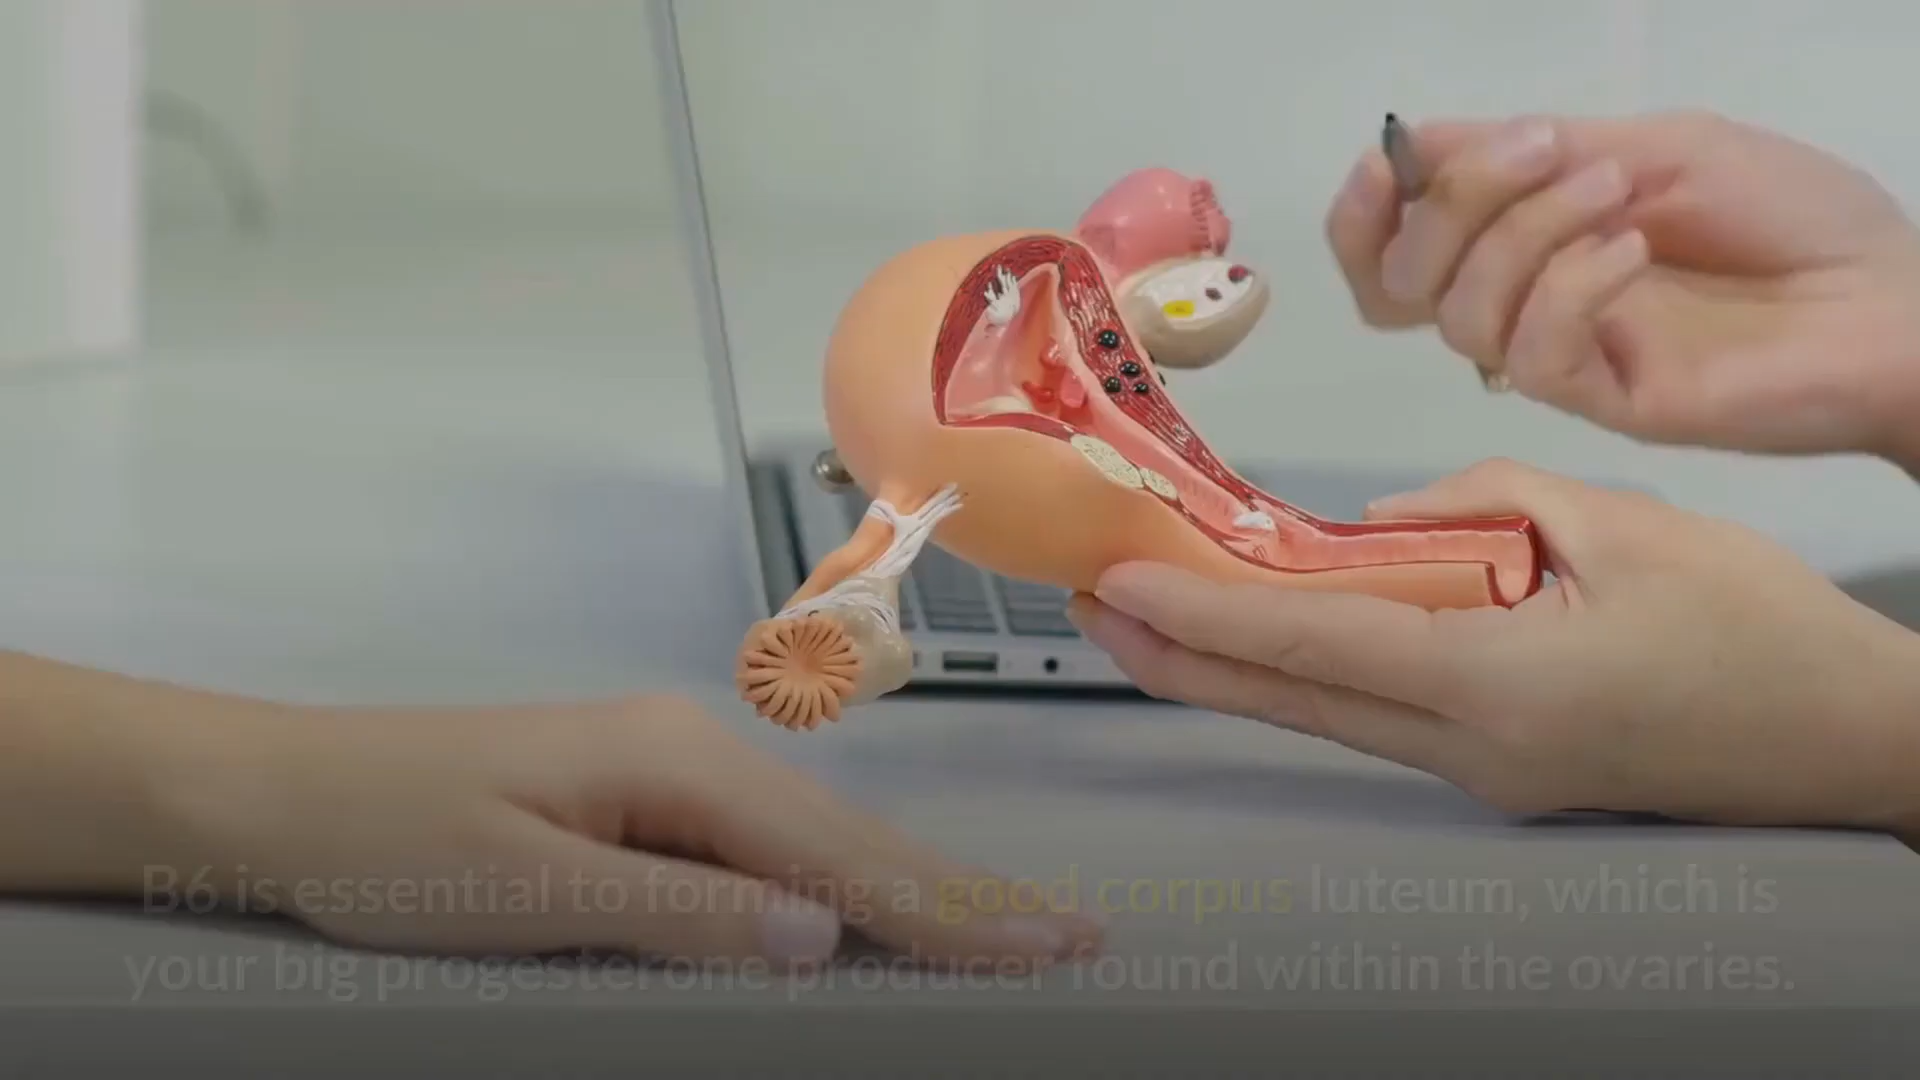 B6 is essential to forming a good corpus luteum, which is
your big progesterone producer found within the ovaries.